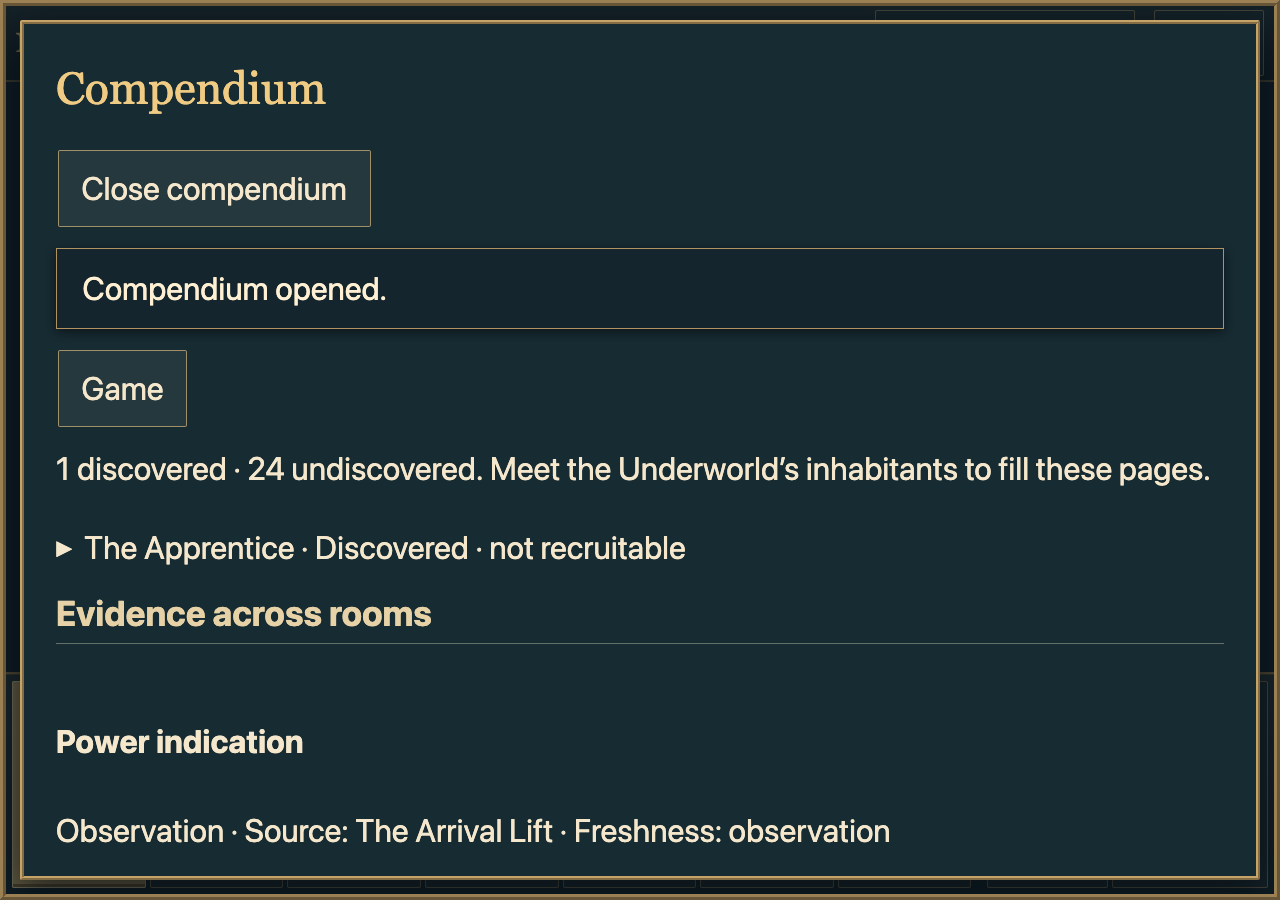 Compendium
Close compendium
Compendium opened.
Game
1 discovered · 24 undiscovered. Meet the Underworld’s inhabitants to fill these pages.
▶ The Apprentice · Discovered · not recruitable
Evidence across rooms
Power indication
Observation · Source: The Arrival Lift · Freshness: observation